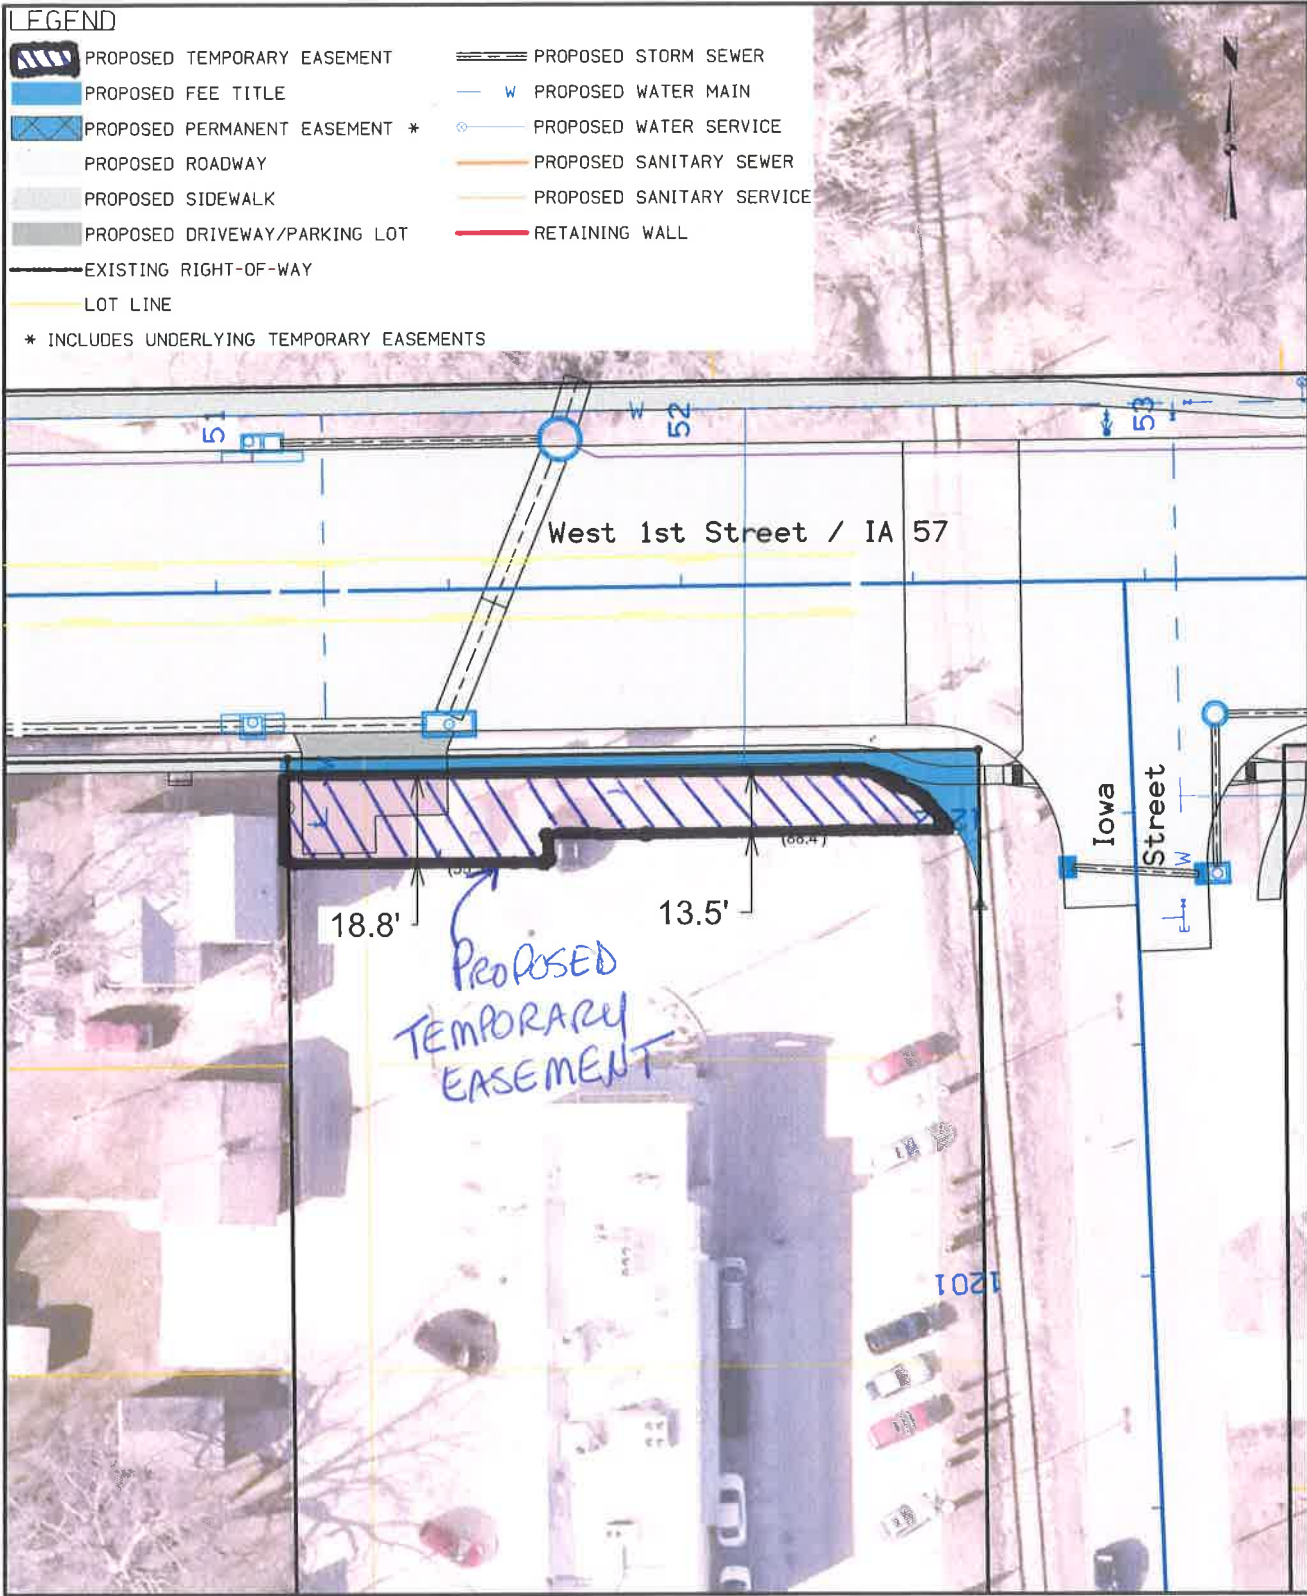 LEGEND
PROPOSED TEMPORARY EASEMENT
PROPOSED FEE TITLE
PROPOSED PERMANENT EASEMENT *
PROPOSED ROADWAY
PROPOSED SIDEWALK
PROPOSED DRIVEWAY/PARKING LOT
EXISTING RIGHT-OF-WAY
LOT LINE
* INCLUDES UNDERLYING TEMPORARY EASEMENTS
PROPOSED STORM SEWER
W PROPOSED WATER MAIN
PROPOSED WATER SERVICE
PROPOSED SANITARY SEWER
PROPOSED SANITARY SERVICE
RETAINING WALL
51
W
52
53
West 1st Street / IA 57
Iowa
Street
W
E
(66.4')
18.8'
13.5'
PROPOSED
TEMPORARY
EASEMENT
1201